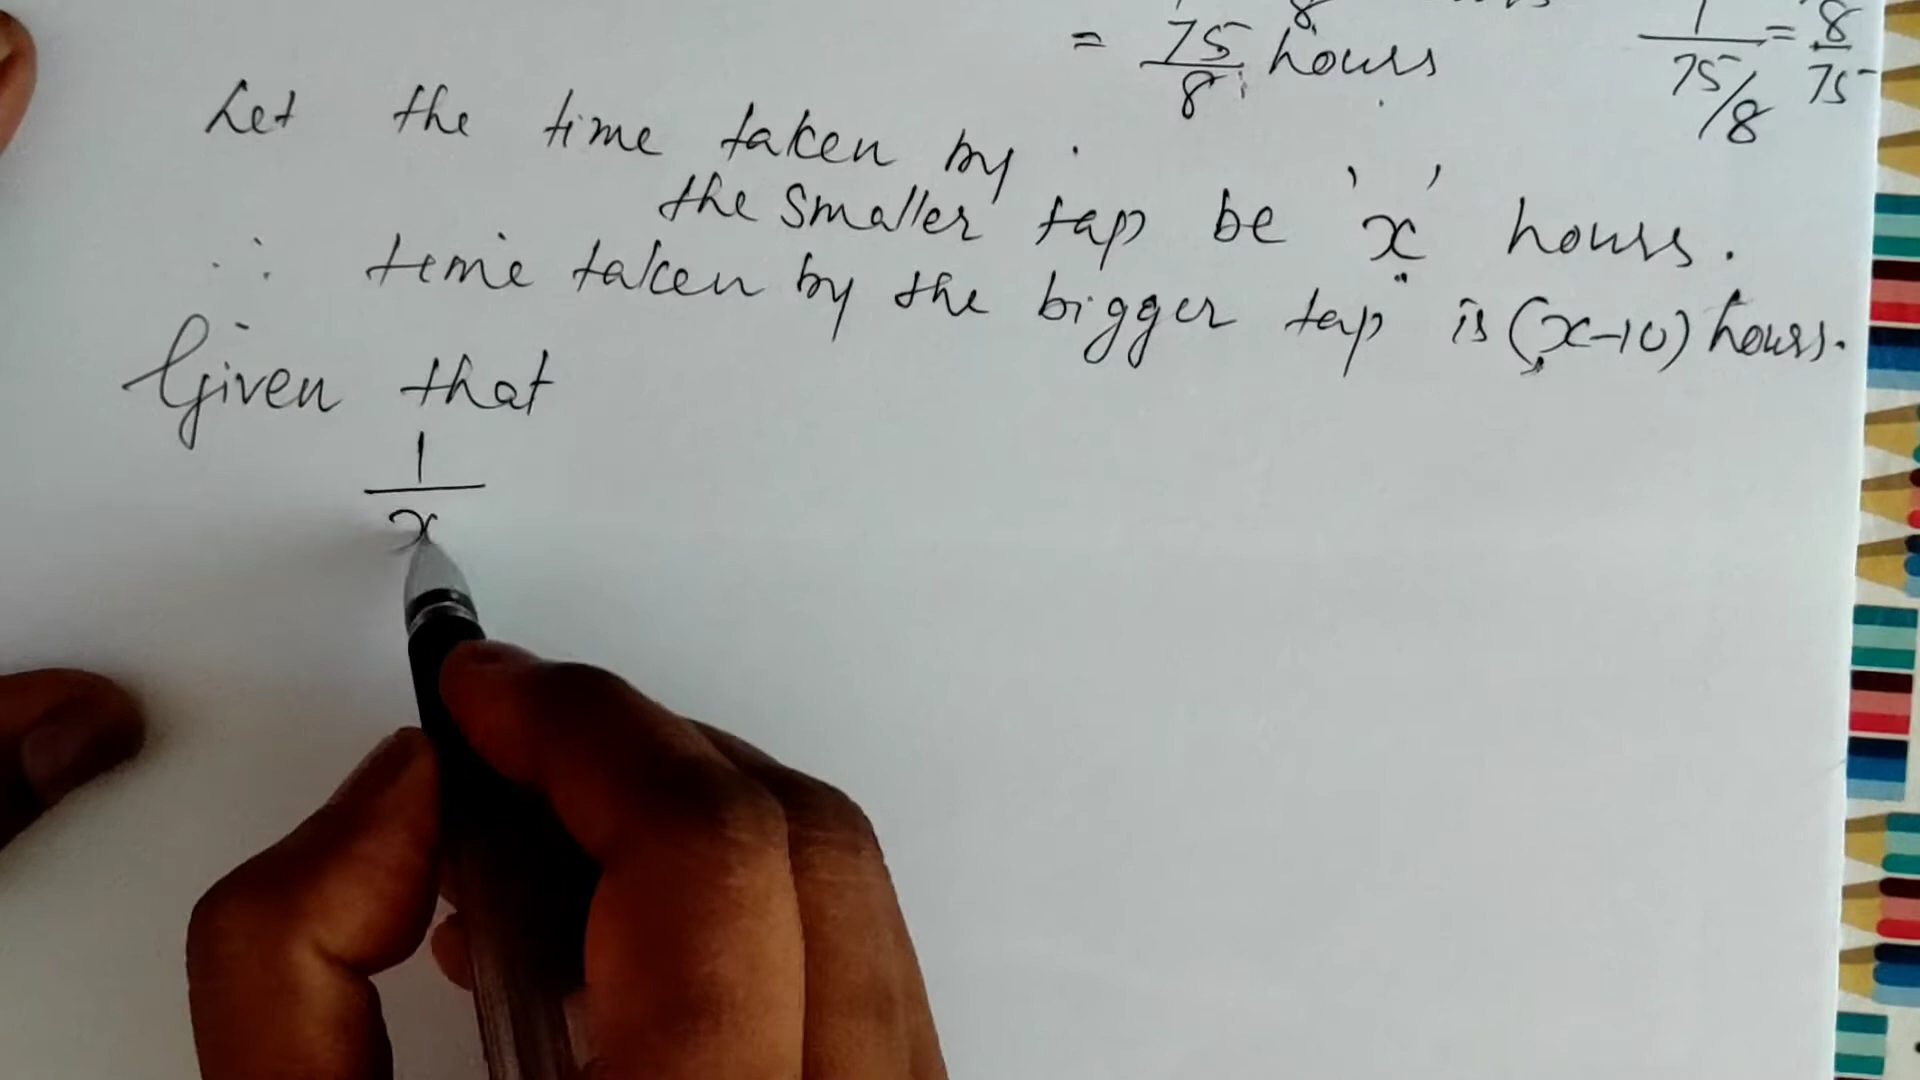 = 75/8 hours
1/75/8 = 8/75
Let the time taken by
the smaller tap be 'x' hours.
∴ time taken by the bigger tap is (x-10) hours.
Given that
1/x